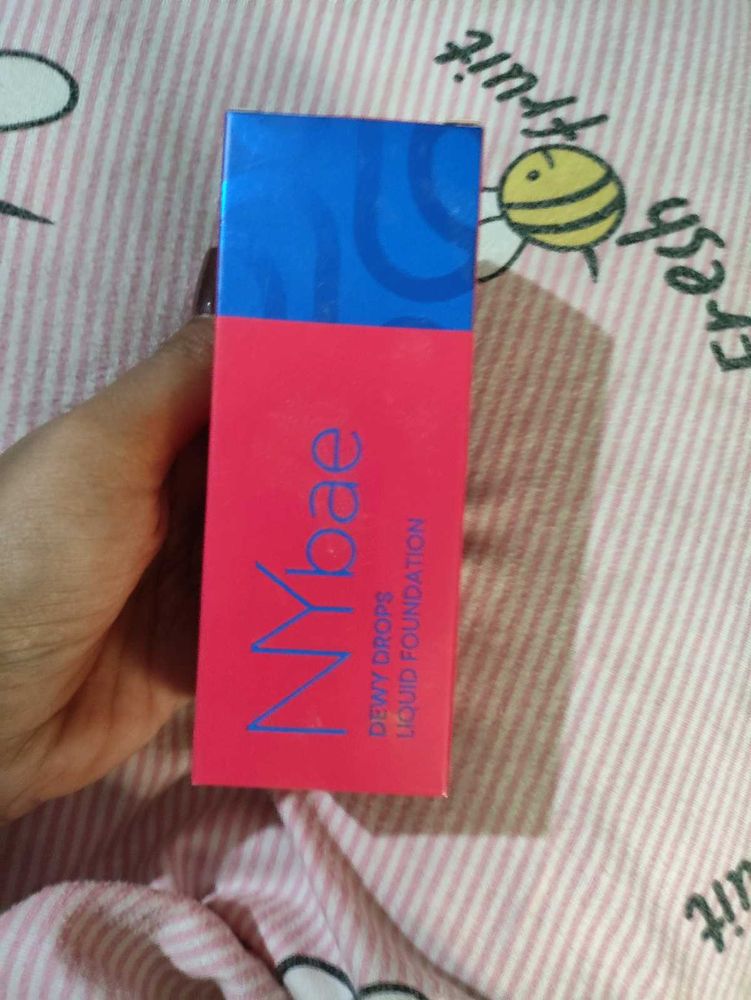 NYbae
DEWY DROPS
LIQUID FOUNDATION
fruit
Fresh